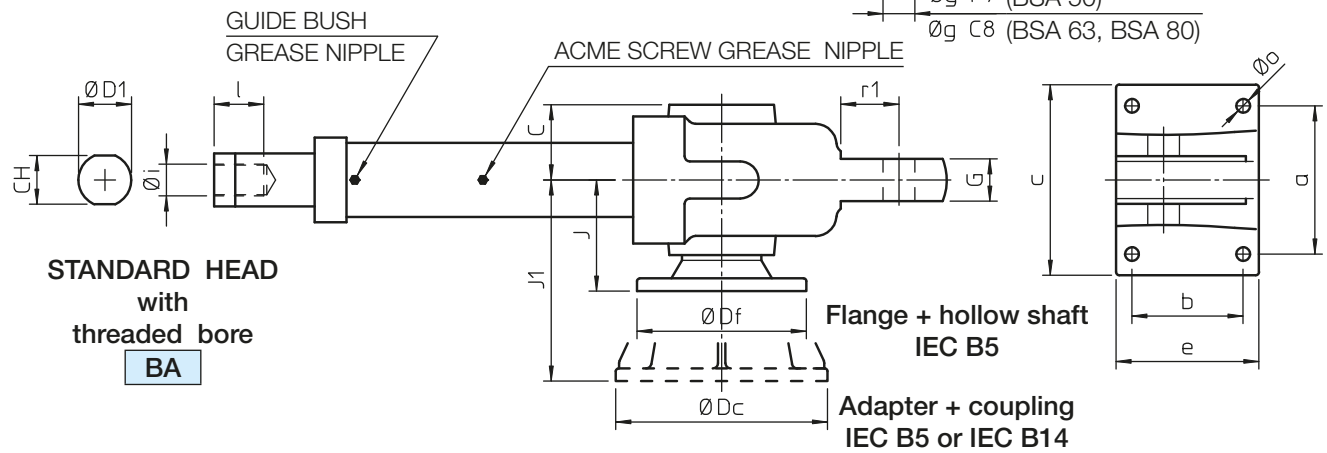 (BSA 50)
Øg C8 (BSA 63, BSA 80)
GUIDE BUSH
GREASE NIPPLE
ACME SCREW GREASE NIPPLE
ØD1
l
C
r1
Øo
CH
Øi
J
J1
G
c
a
STANDARD HEAD
with
threaded bore
BA
ØDf
Flange + hollow shaft
IEC B5
b
e
ØDc
Adapter + coupling
IEC B5 or IEC B14